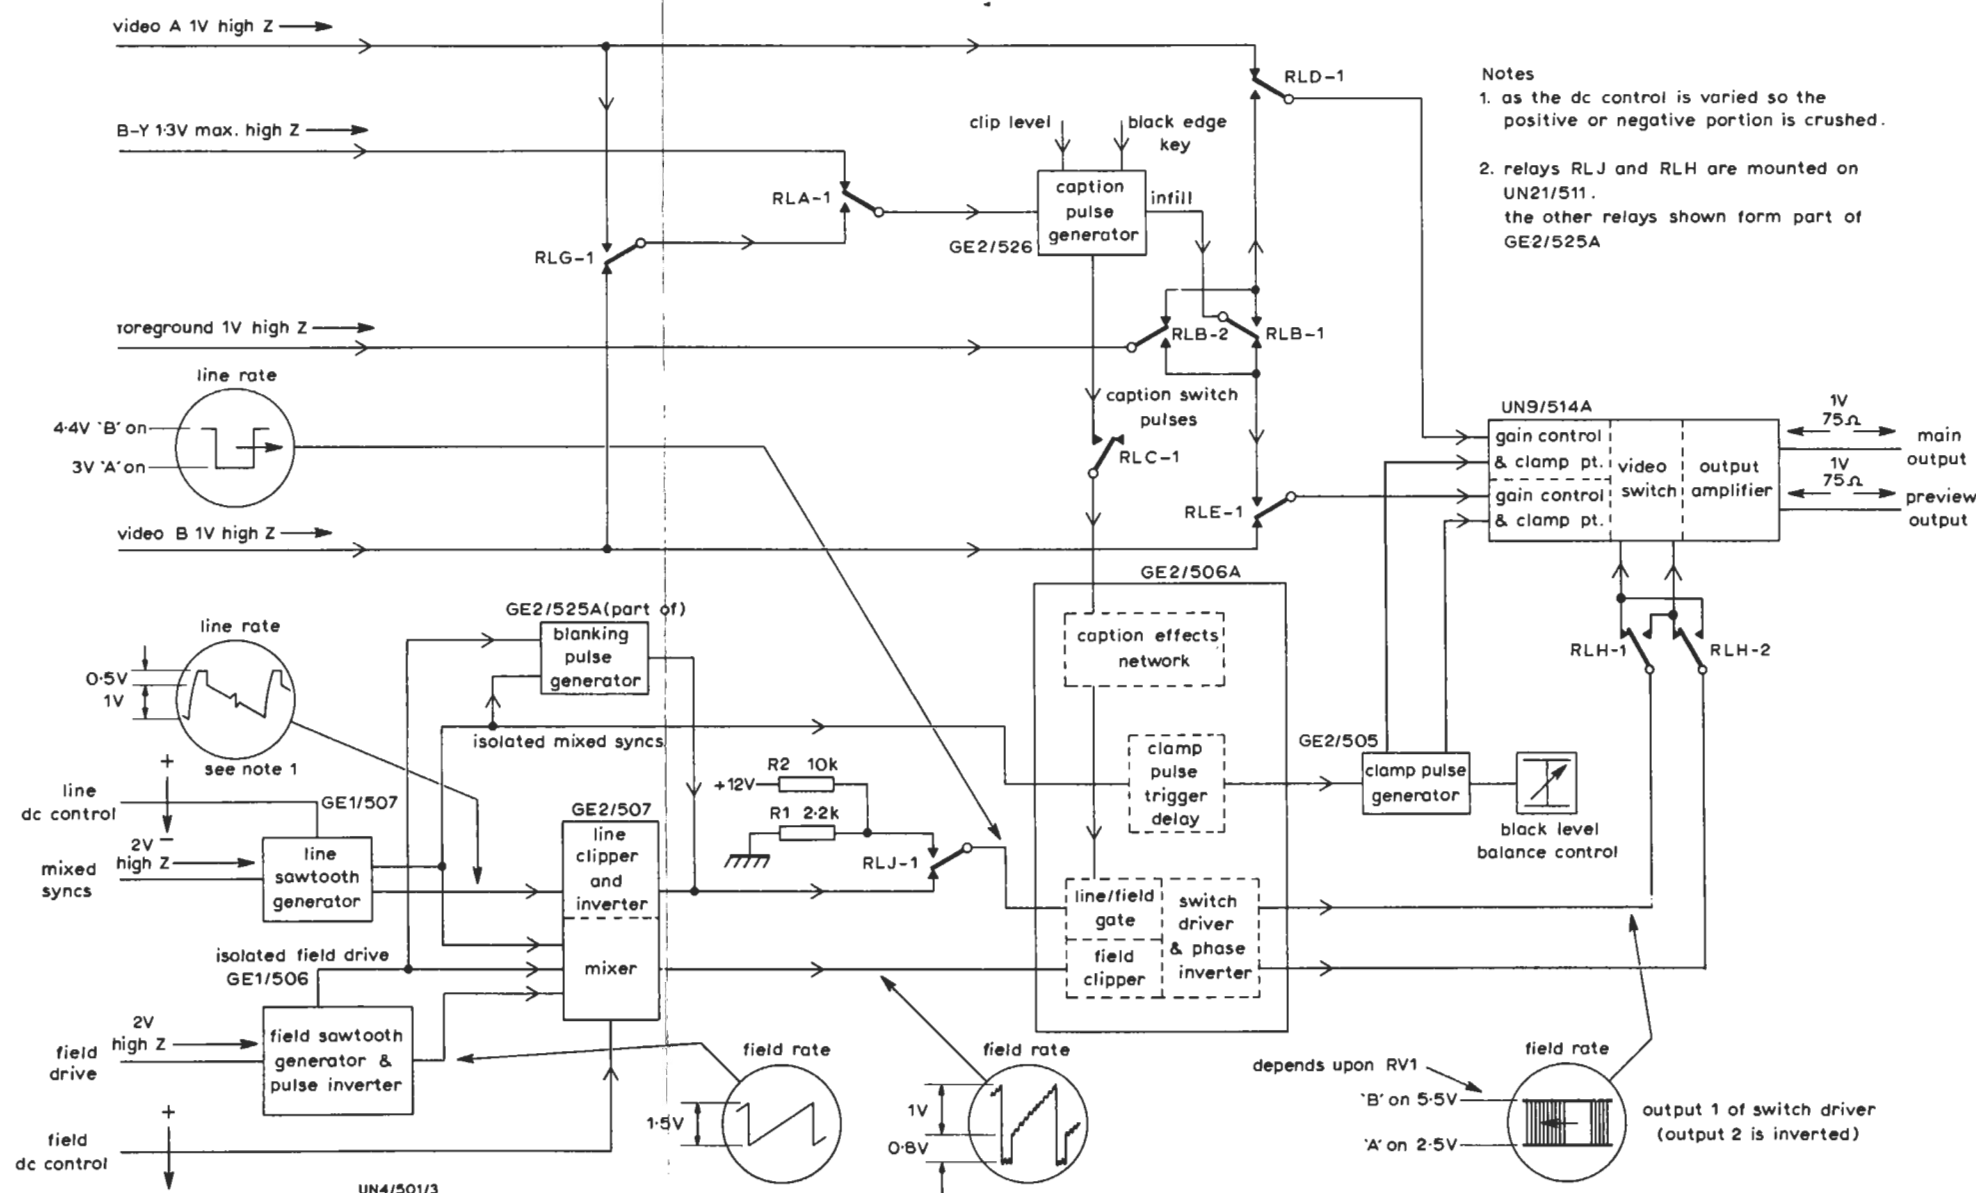 video A 1V high Z
B-Y 1·3V max. high Z
RLG-1
RLA-1
clip level
black edge
key
caption
pulse
generator
GE2/526
infill
RLD-1
Notes
1. as the dc control is varied so the
positive or negative portion is crushed.
2. relays RLJ and RLH are mounted on
UN21/511.
the other relays shown form part of
GE2/525A
foreground 1V high Z
RLB-2
RLB-1
line rate
4·4V 'B' on
3V 'A' on
caption switch
pulses
RLC-1
RLE-1
video B 1V high Z
UN9/514A
gain control
& clamp pt.
gain control
& clamp pt.
video
switch
output
amplifier
1V
75Ω
main
output
1V
75Ω
preview
output
GE2/506A
caption effects
network
RLH-1
RLH-2
GE2/525A (part of)
blanking
pulse
generator
line rate
0·5V
1V
see note 1
isolated mixed syncs
line
dc control
+
−
GE1/507
2V
high Z
mixed
syncs
line
sawtooth
generator
GE2/507
line
clipper
and
inverter
mixer
R2 10k
+12V
R1 2·2k
RLJ-1
clamp
pulse
trigger
delay
GE2/505
clamp pulse
generator
black level
balance control
line/field
gate
field
clipper
switch
driver
& phase
inverter
isolated field drive
GE1/506
2V
high Z
field
drive
field sawtooth
generator &
pulse inverter
+
field
dc control
field rate
1·5V
field rate
1V
0·8V
depends upon RV1
field rate
'B' on 5·5V
'A' on 2·5V
output 1 of switch driver
(output 2 is inverted)
UN4/501/3